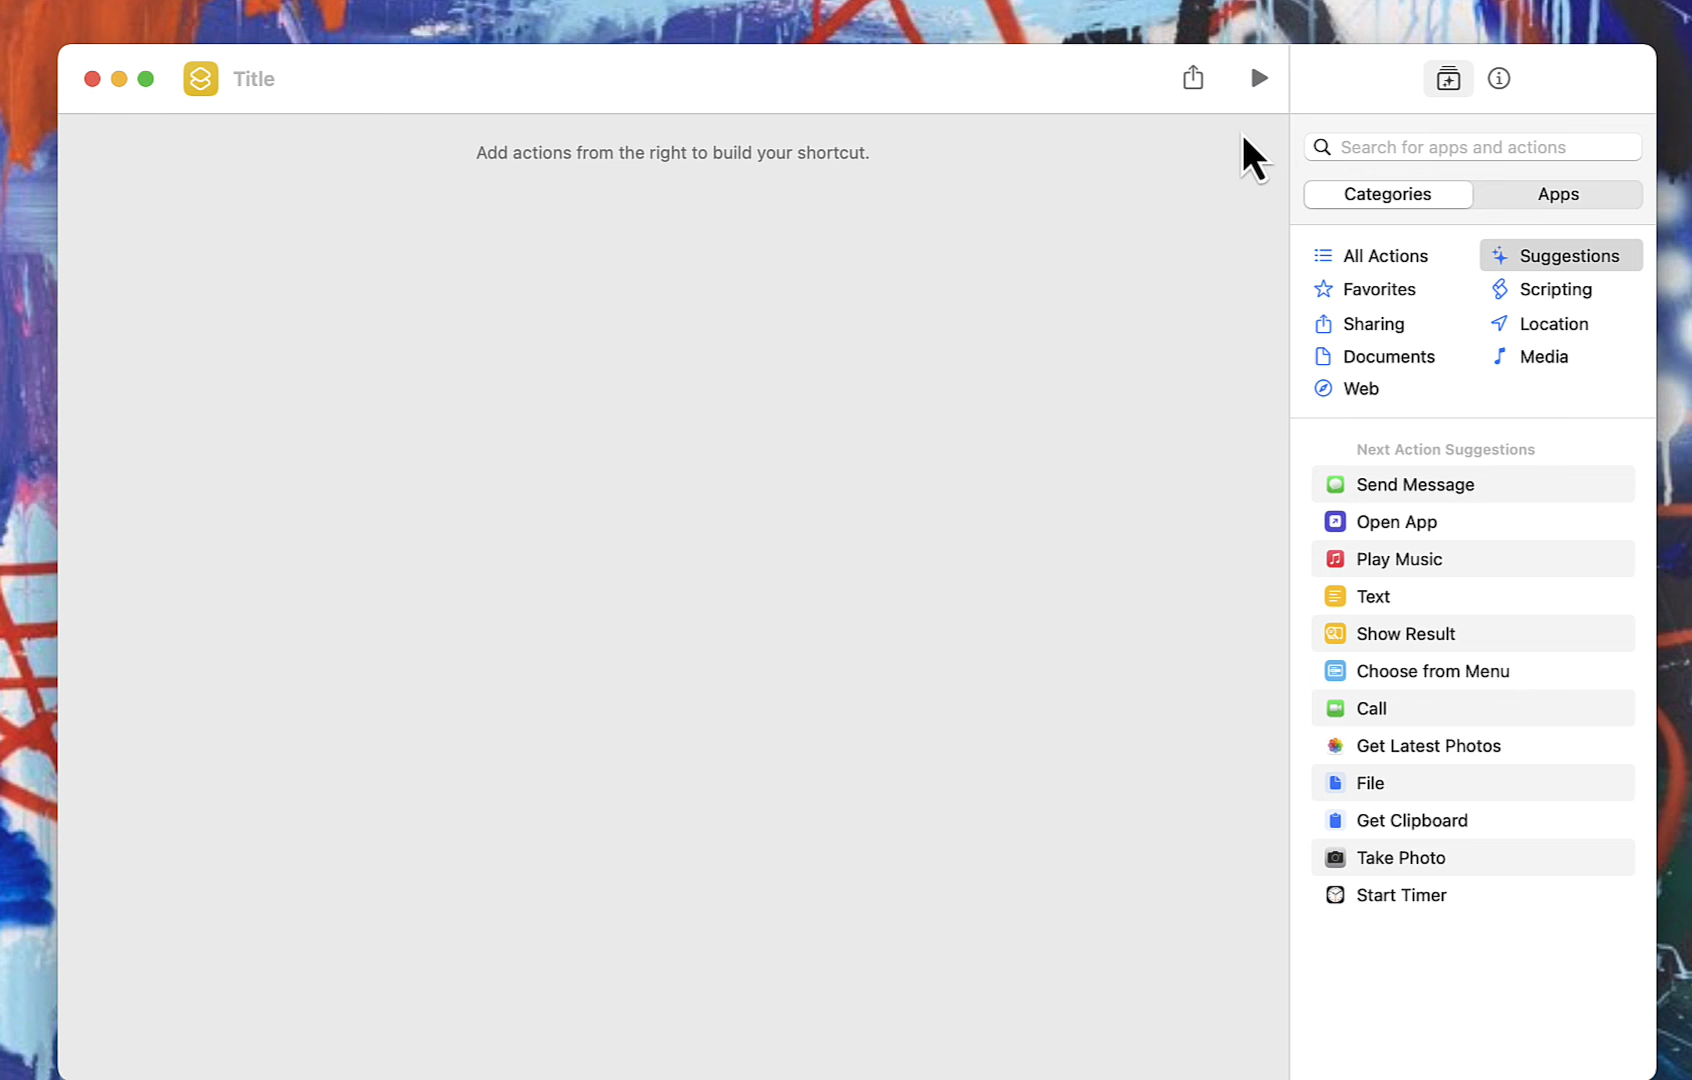 Title
Add actions from the right to build your shortcut.
Search for apps and actions
Categories Apps
All Actions Suggestions
Favorites Scripting
Sharing Location
Documents Media
Web
Next Action Suggestions
Send Message
Open App
Play Music
Text
Show Result
Choose from Menu
Call
Get Latest Photos
File
Get Clipboard
Take Photo
Start Timer